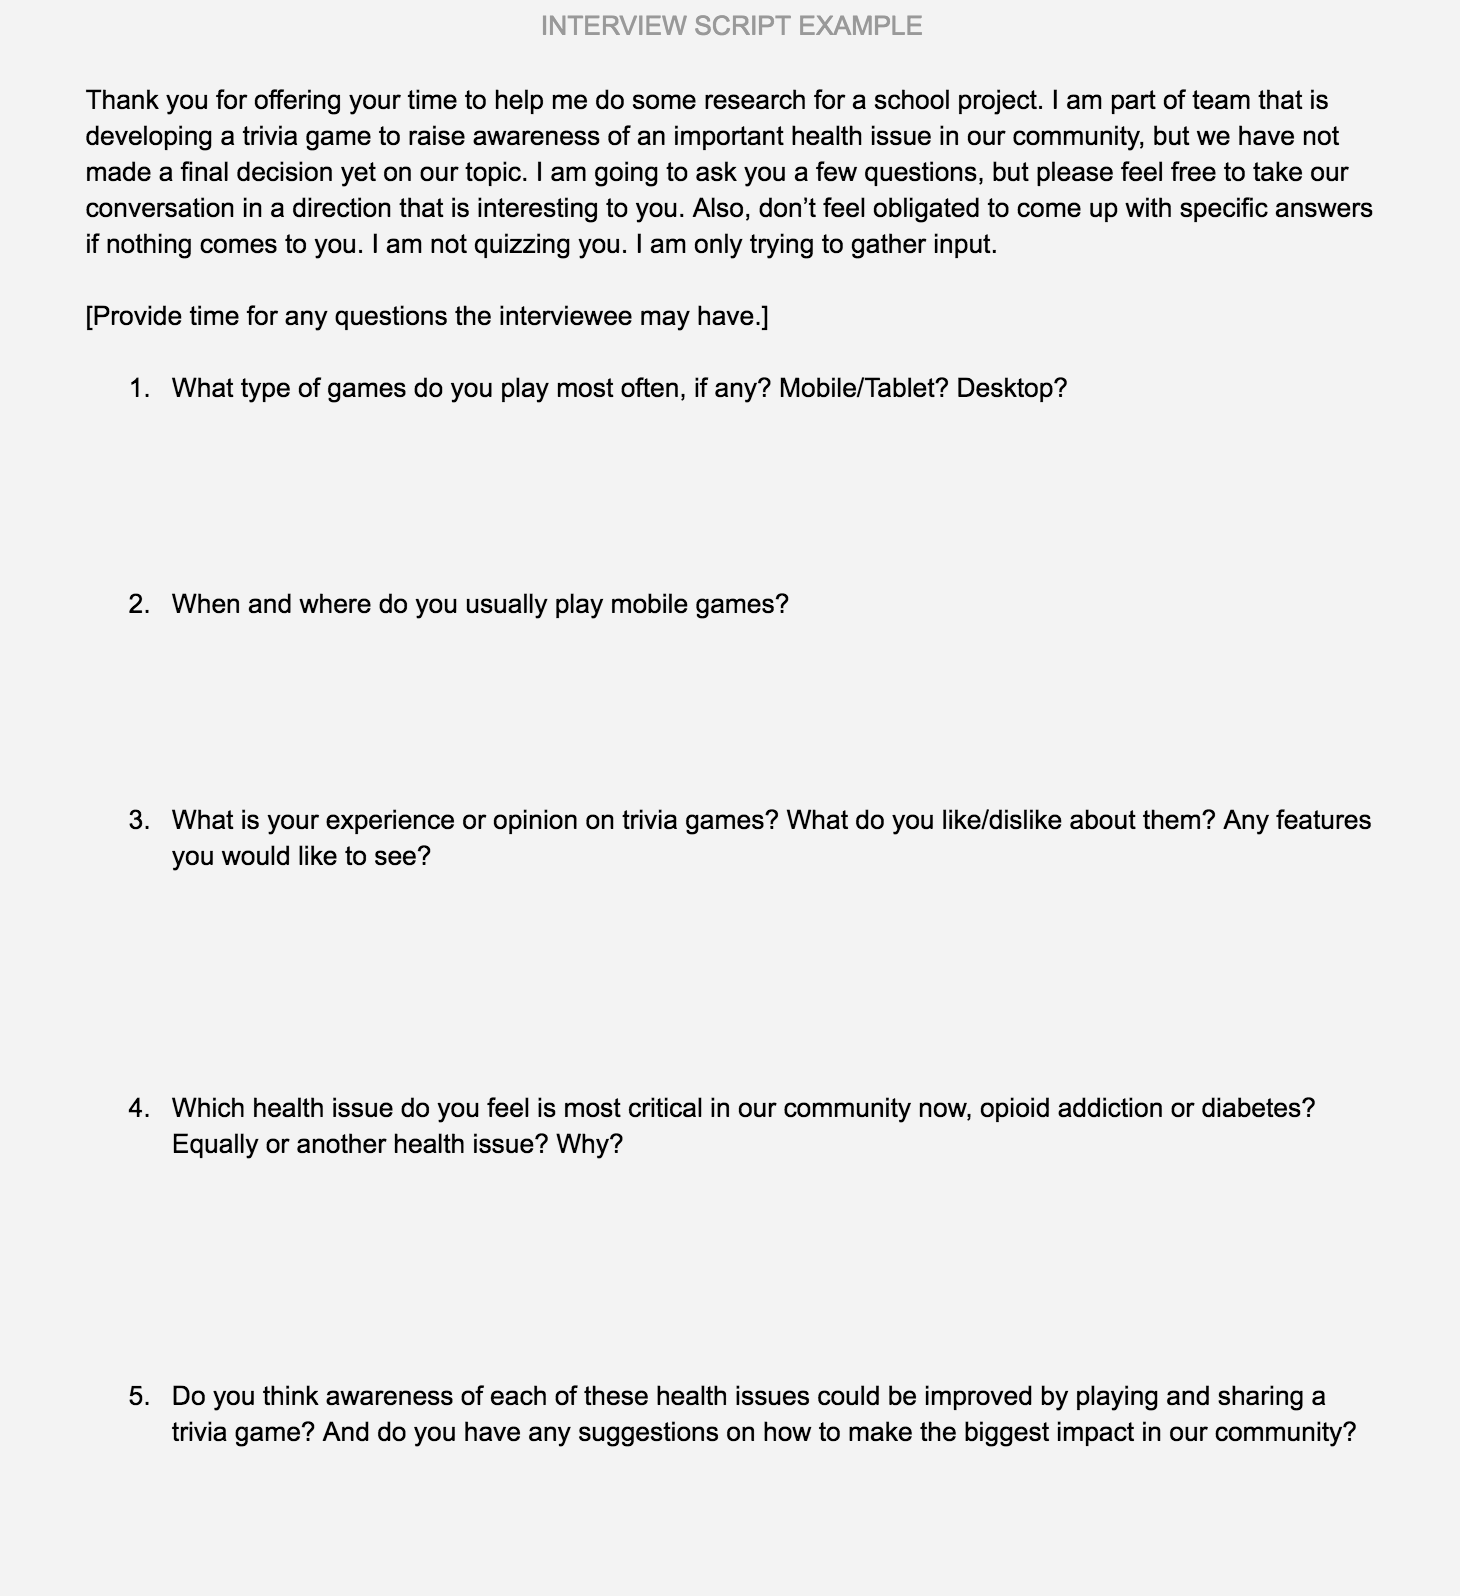 INTERVIEW SCRIPT EXAMPLE
Thank you for offering your time to help me do some research for a school project. I am part of team that is
developing a trivia game to raise awareness of an important health issue in our community, but we have not
made a final decision yet on our topic. I am going to ask you a few questions, but please feel free to take our
conversation in a direction that is interesting to you. Also, don’t feel obligated to come up with specific answers
if nothing comes to you. I am not quizzing you. I am only trying to gather input.
[Provide time for any questions the interviewee may have.]
1. What type of games do you play most often, if any? Mobile/Tablet? Desktop?
2. When and where do you usually play mobile games?
3. What is your experience or opinion on trivia games? What do you like/dislike about them? Any features
you would like to see?
4. Which health issue do you feel is most critical in our community now, opioid addiction or diabetes?
Equally or another health issue? Why?
5. Do you think awareness of each of these health issues could be improved by playing and sharing a
trivia game? And do you have any suggestions on how to make the biggest impact in our community?